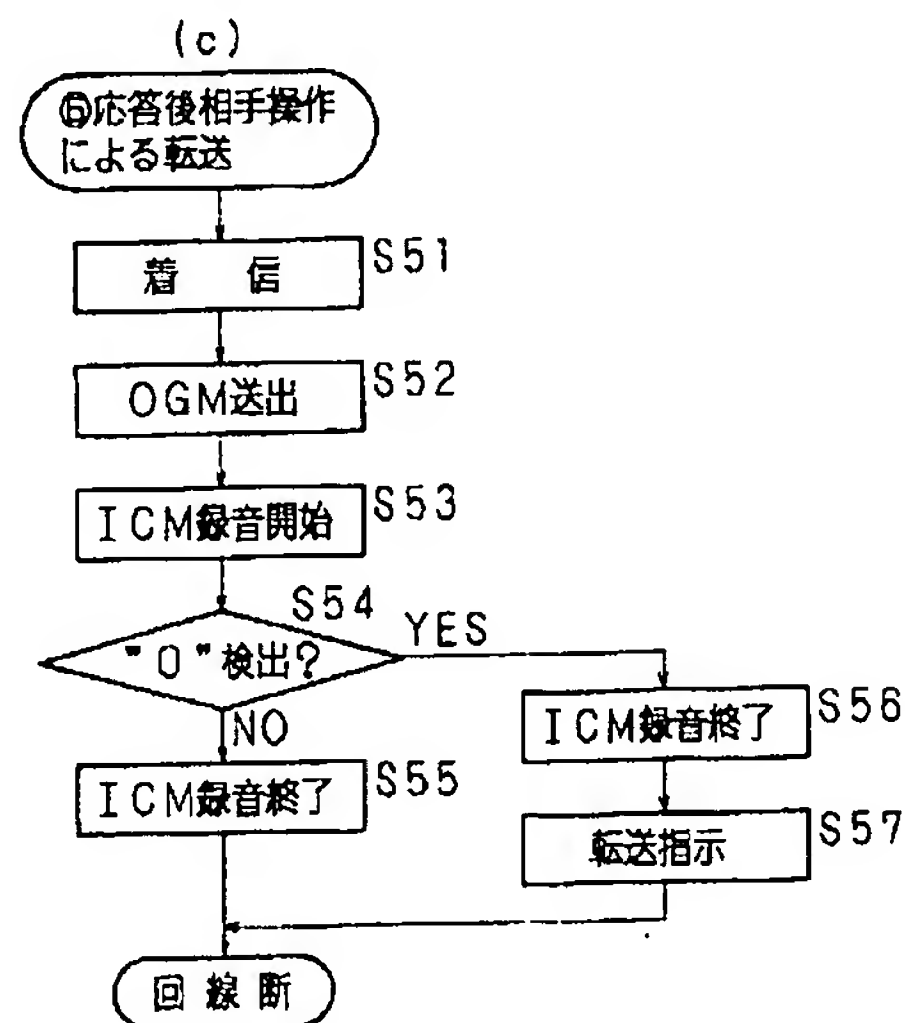 (c)
⑤応答後相手操作
による転送
着 信
S51
OGM送出
S52
ICM録音開始
S53
S54
"0"検出?
YES
NO
ICM録音終了
S55
ICM録音終了
S56
転送指示
S57
回線断